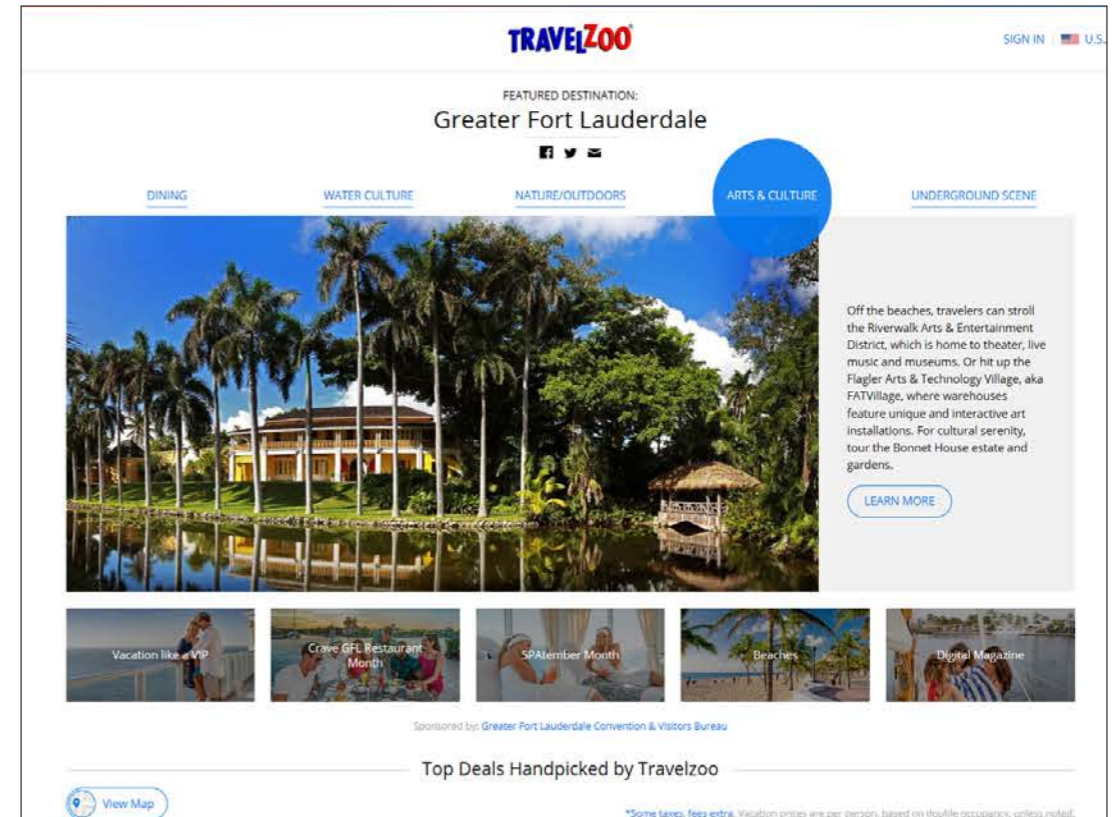 TRAVELZOO
SIGN IN | U.S.
FEATURED DESTINATION:
Greater Fort Lauderdale
DINING WATER CULTURE NATURE/OUTDOORS ARTS & CULTURE UNDERGROUND SCENE
Off the beaches, travelers can stroll
the Riverwalk Arts & Entertainment
District, which is home to theater, live
music and museums. Or hit up the
Flagler Arts & Technology Village, aka
FATVillage, where warehouses
feature unique and interactive art
installations. For cultural serenity,
tour the Bonnet House estate and
gardens.
LEARN MORE
Vacation like a VIP
Crave GFL Restaurant
Month
SPAtember Month
Beaches
Digital Magazine
Sponsored by: Greater Fort Lauderdale Convention & Visitors Bureau
Top Deals Handpicked by Travelzoo
View Map
*Some taxes, fees extra. Vacation prices are per person, based on double occupancy, unless noted.